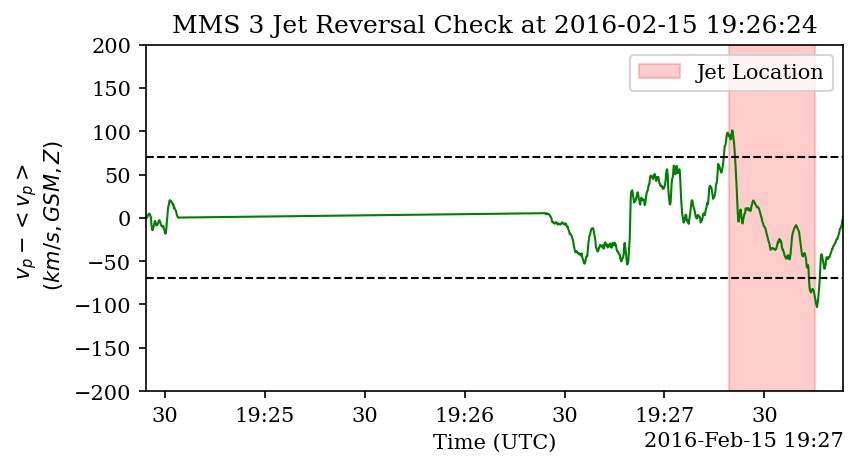 MMS 3 Jet Reversal Check at 2016-02-15 19:26:24
Jet Location
v_p − < v_p >
(km/s, GSM, Z)
200
150
100
50
0
−50
−100
−150
−200
30 19:25 30 19:26 30 19:27 30
Time (UTC)
2016-Feb-15 19:27